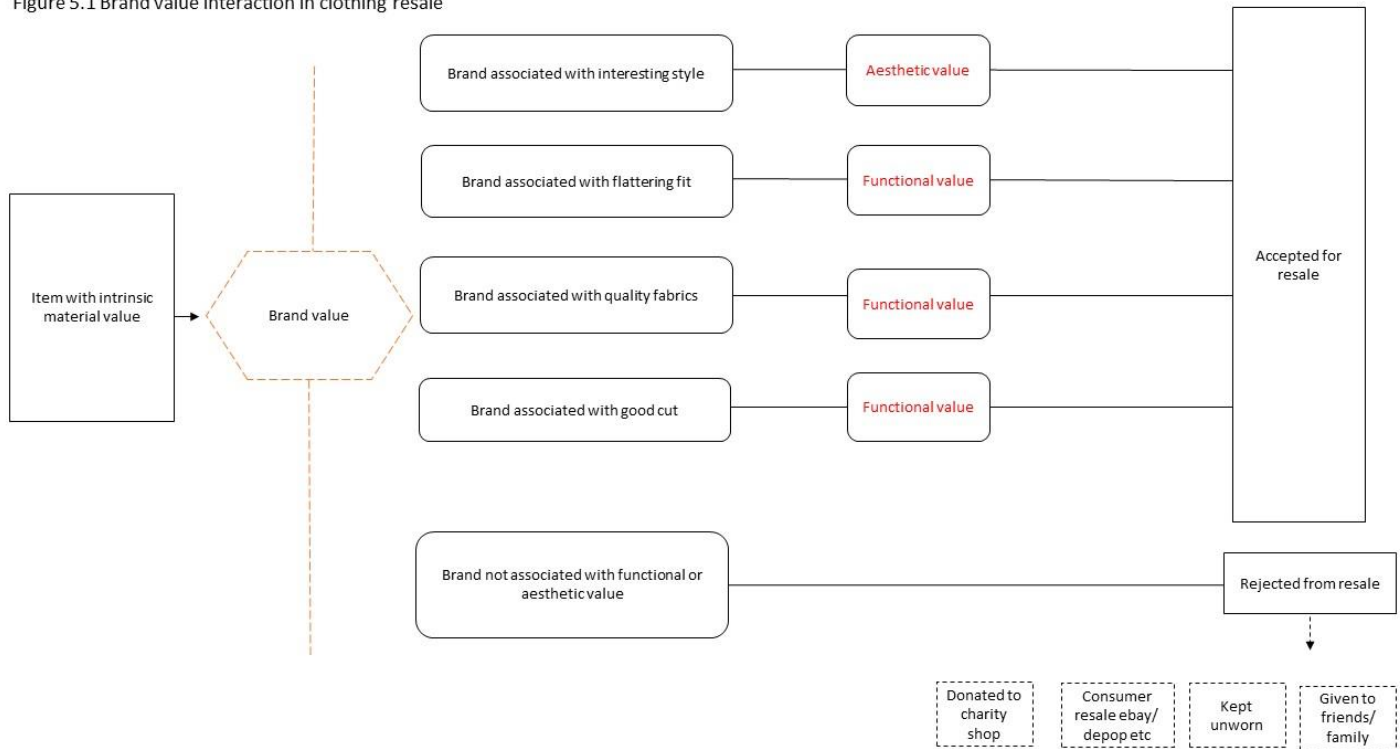 Figure 5.1 Brand value interaction in clothing resale
Brand associated with interesting style
Aesthetic value
Brand associated with flattering fit
Functional value
Item with intrinsic
material value
Brand value
Brand associated with quality fabrics
Functional value
Accepted for
resale
Brand associated with good cut
Functional value
Brand not associated with functional or
aesthetic value
Rejected from resale
Donated to
charity
shop
Consumer
resale ebay/
depop etc
Kept
unworn
Given to
friends/
family